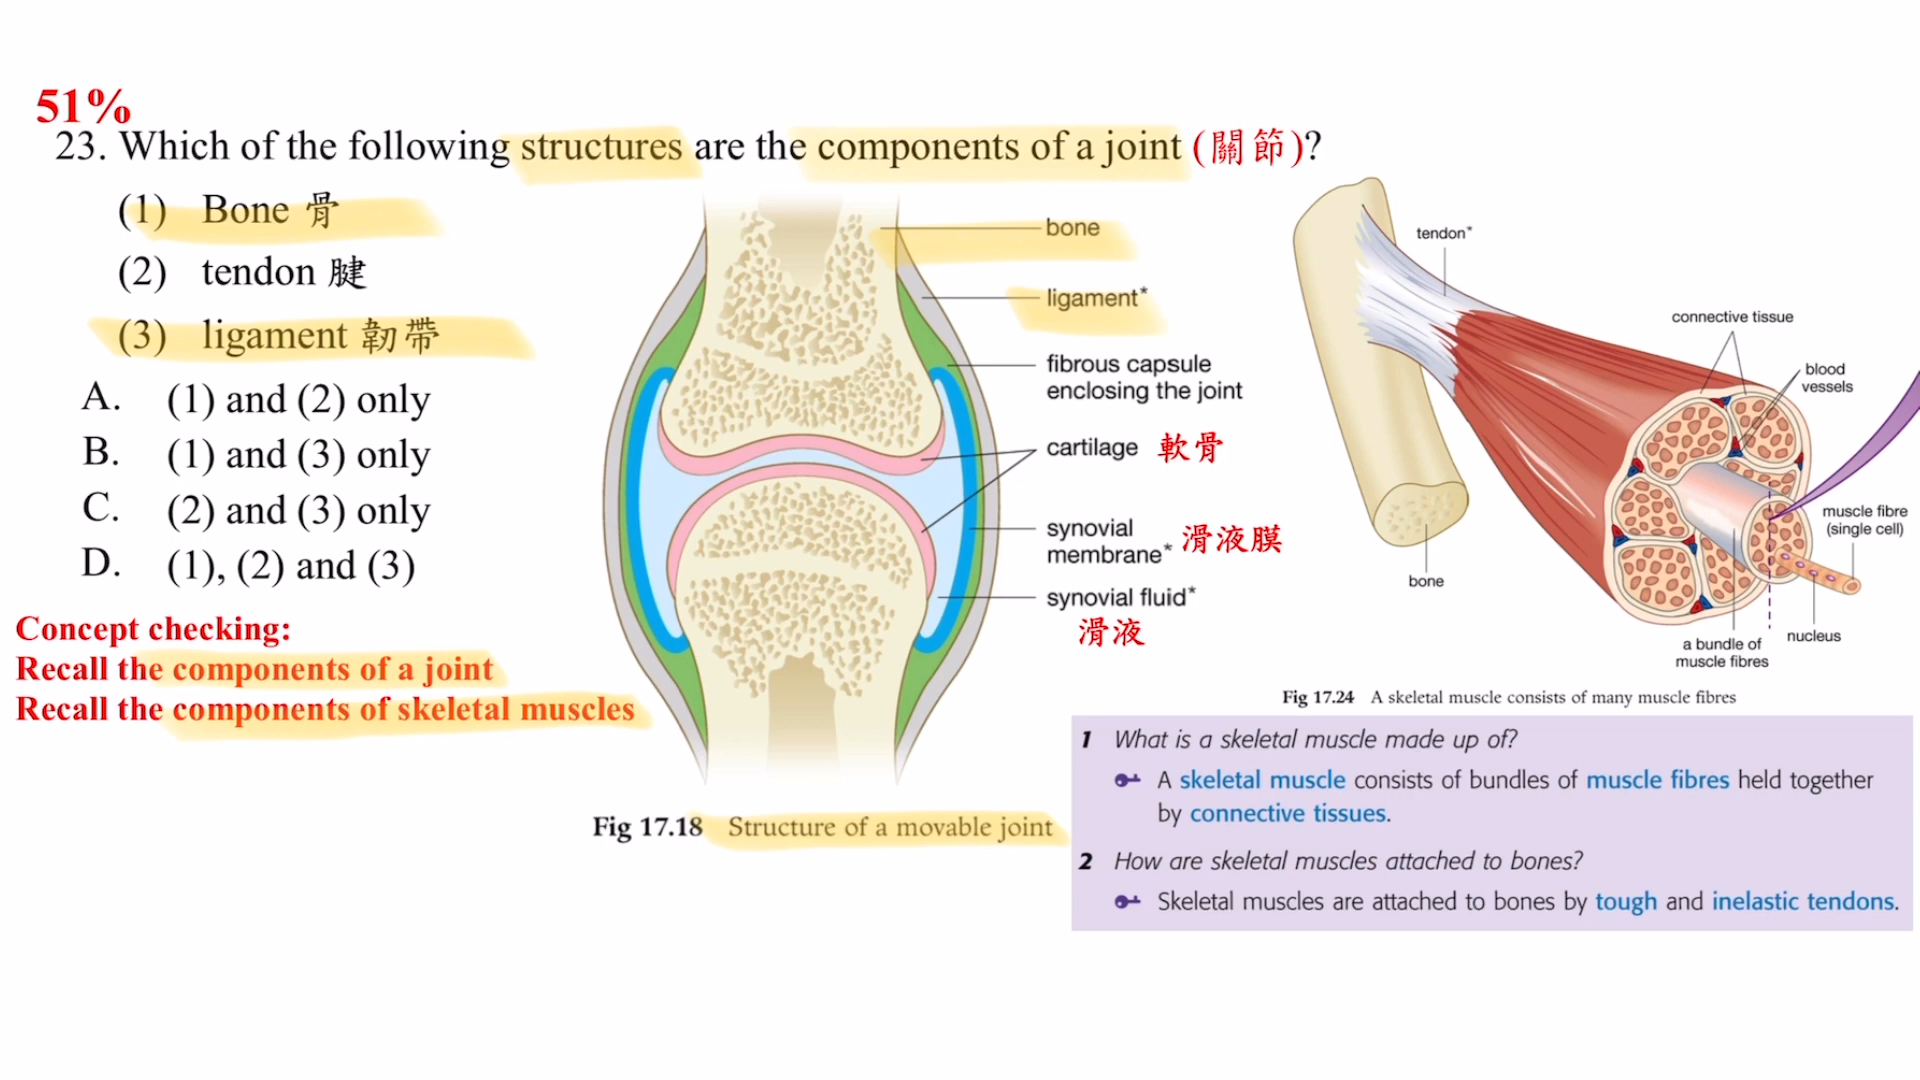 51%
23. Which of the following structures are the components of a joint (關節)?
(1) Bone 骨
(2) tendon 腱
(3) ligament 韌帶
A. (1) and (2) only
B. (1) and (3) only
C. (2) and (3) only
D. (1), (2) and (3)
Concept checking:
Recall the components of a joint
Recall the components of skeletal muscles
bone
ligament*
fibrous capsule
enclosing the joint
cartilage 軟骨
synovial
membrane* 滑液膜
synovial fluid*
滑液
Fig 17.18 Structure of a movable joint
tendon*
connective tissue
blood
vessels
muscle fibre
(single cell)
bone
nucleus
a bundle of
muscle fibres
Fig 17.24 A skeletal muscle consists of many muscle fibres
1 What is a skeletal muscle made up of?
A skeletal muscle consists of bundles of muscle fibres held together
by connective tissues.
2 How are skeletal muscles attached to bones?
Skeletal muscles are attached to bones by tough and inelastic tendons.